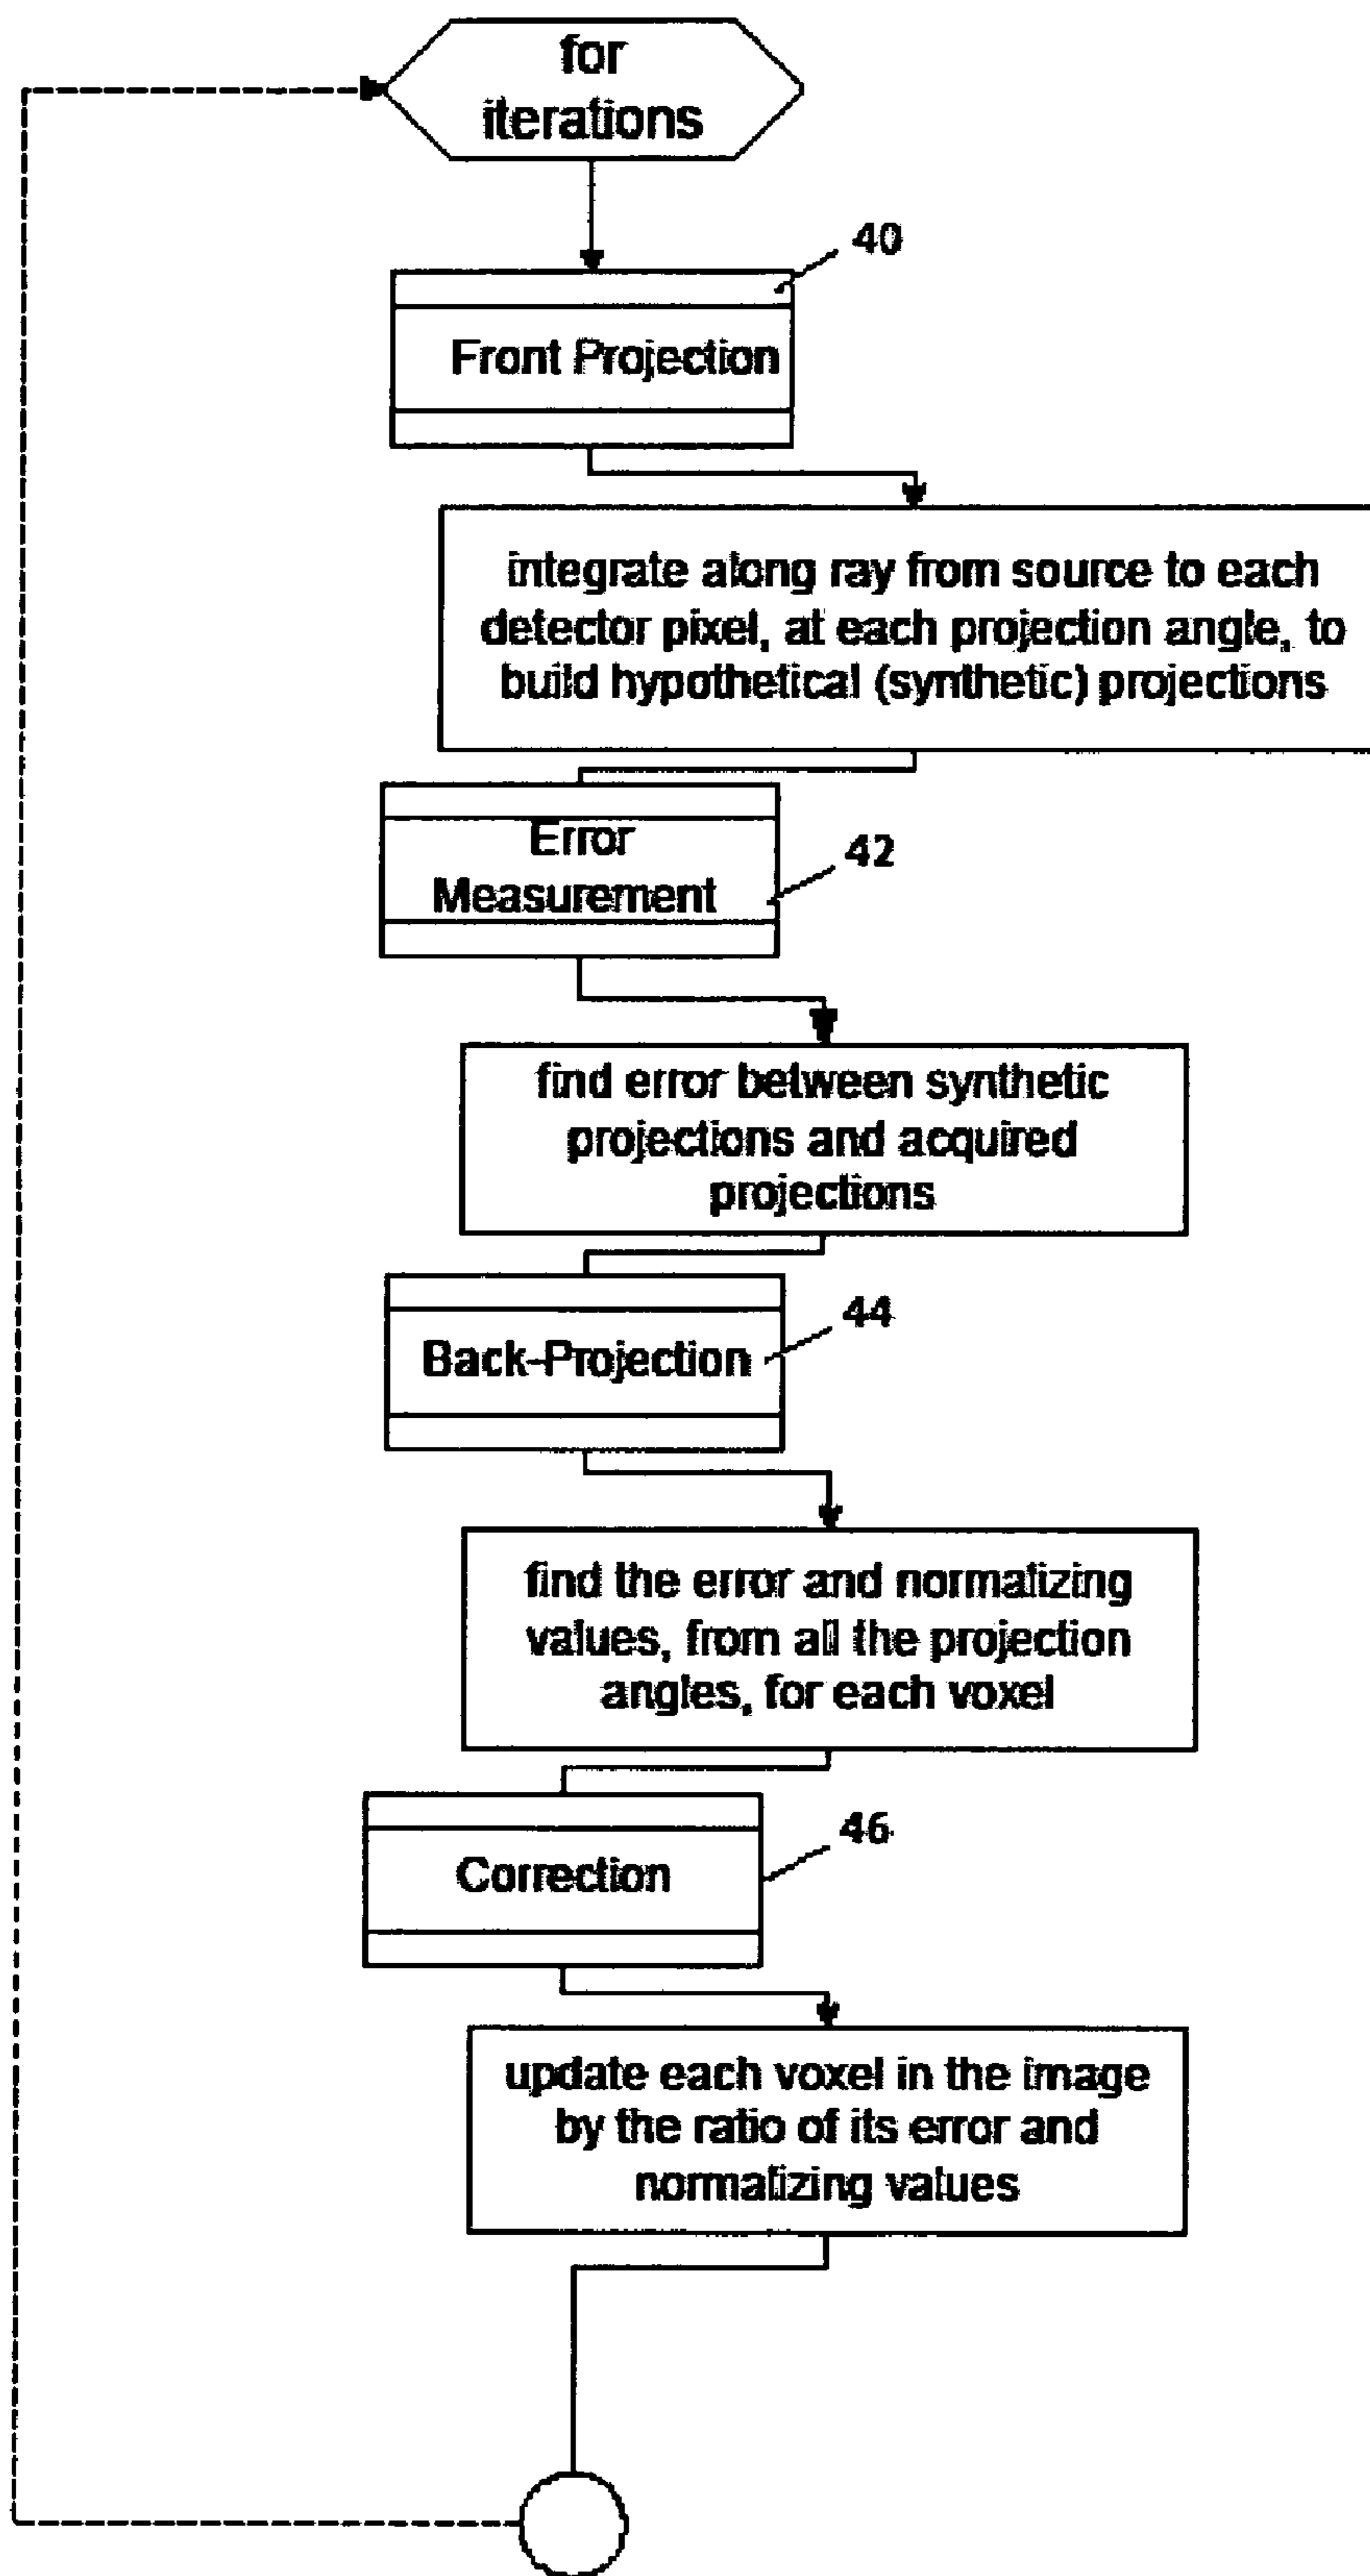 for
iterations
40
Front Projection
integrate along ray from source to each
detector pixel, at each projection angle, to
build hypothetical (synthetic) projections
Error
Measurement
42
find error between synthetic
projections and acquired
projections
44
Back-Projection
find the error and normalizing
values, from all the projection
angles, for each voxel
46
Correction
update each voxel in the image
by the ratio of its error and
normalizing values